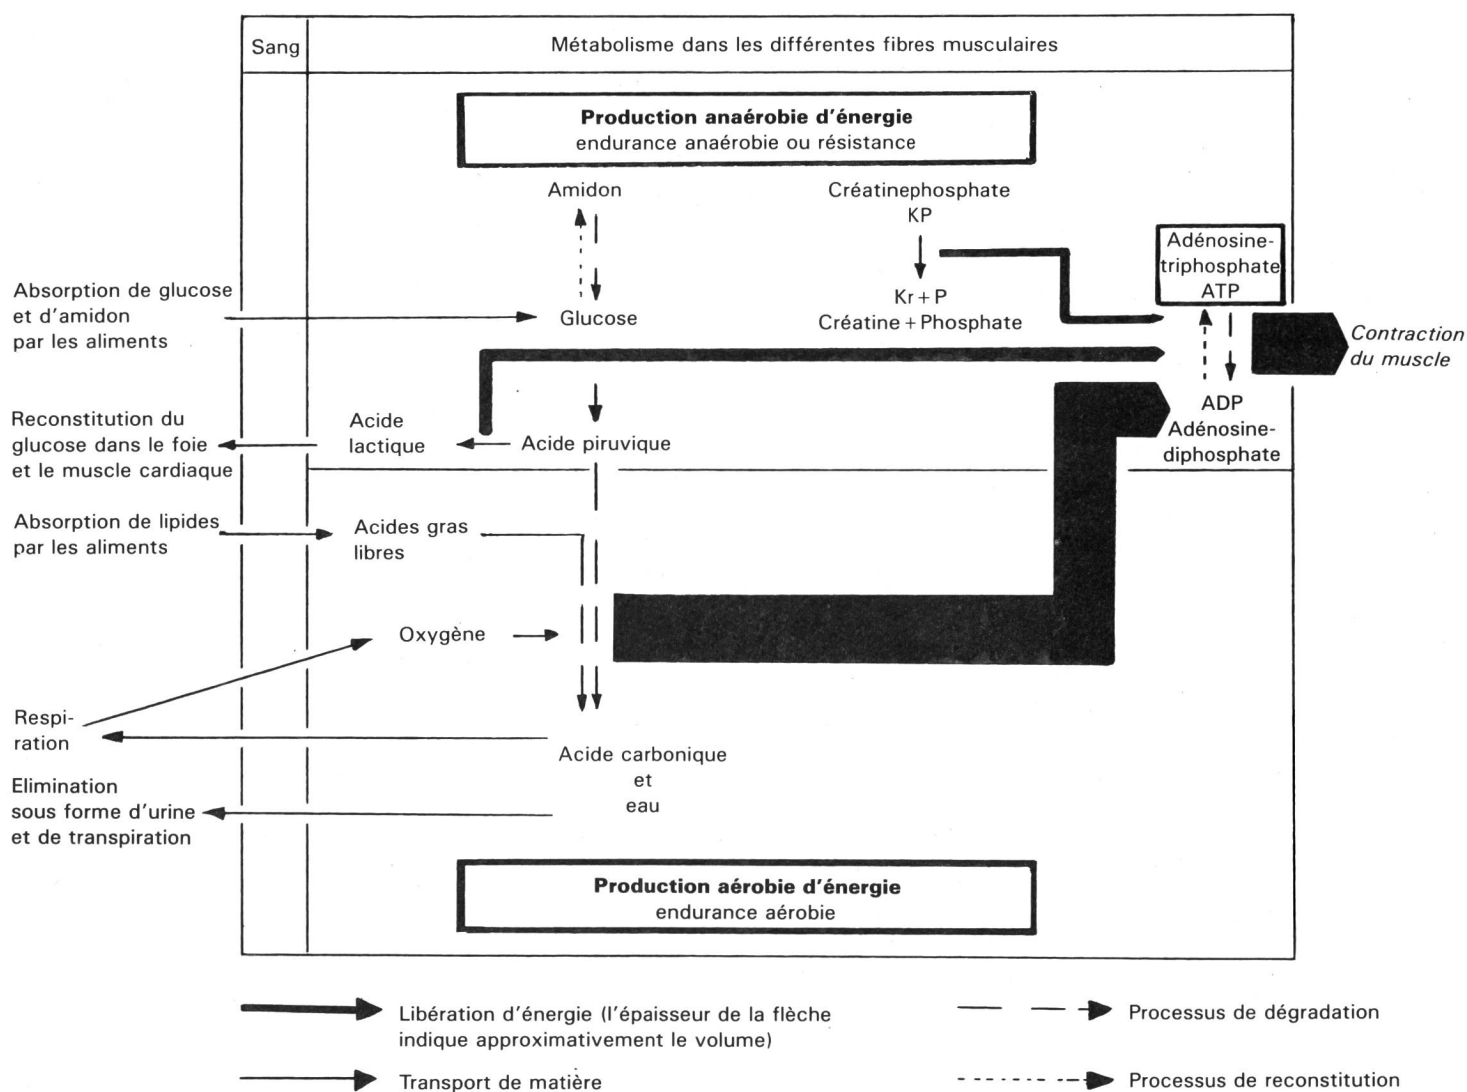 Sang
Métabolisme dans les différentes fibres musculaires
Production anaérobie d'énergie
endurance anaérobie ou résistance
Amidon
Créatinephosphate
KP
Adénosine-
triphosphate
ATP
Absorption de glucose
et d'amidon
par les aliments
Glucose
Kr + P
Créatine + Phosphate
Contraction
du muscle
Reconstitution du
glucose dans le foie
et le muscle cardiaque
Acide
lactique
Acide piruvique
ADP
Adénosine-
diphosphate
Absorption de lipides
par les aliments
Acides gras
libres
Oxygène
Respi-
ration
Acide carbonique
et
eau
Elimination
sous forme d'urine
et de transpiration
Production aérobie d'énergie
endurance aérobie
Libération d'énergie (l'épaisseur de la flèche
indique approximativement le volume)
Processus de dégradation
Transport de matière
Processus de reconstitution